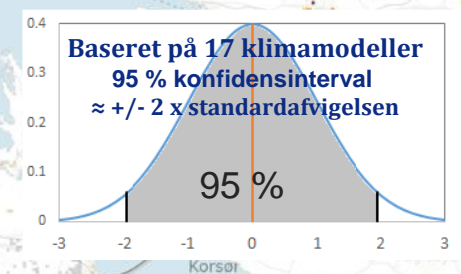 0.4
Baseret på 17 klimamodeller
0.3
95 % konfidensinterval
≈ +/- 2 x standardafvigelsen
0.2
0.1
95 %
0
-3 -2 -1 0 1 2 3
Korsør